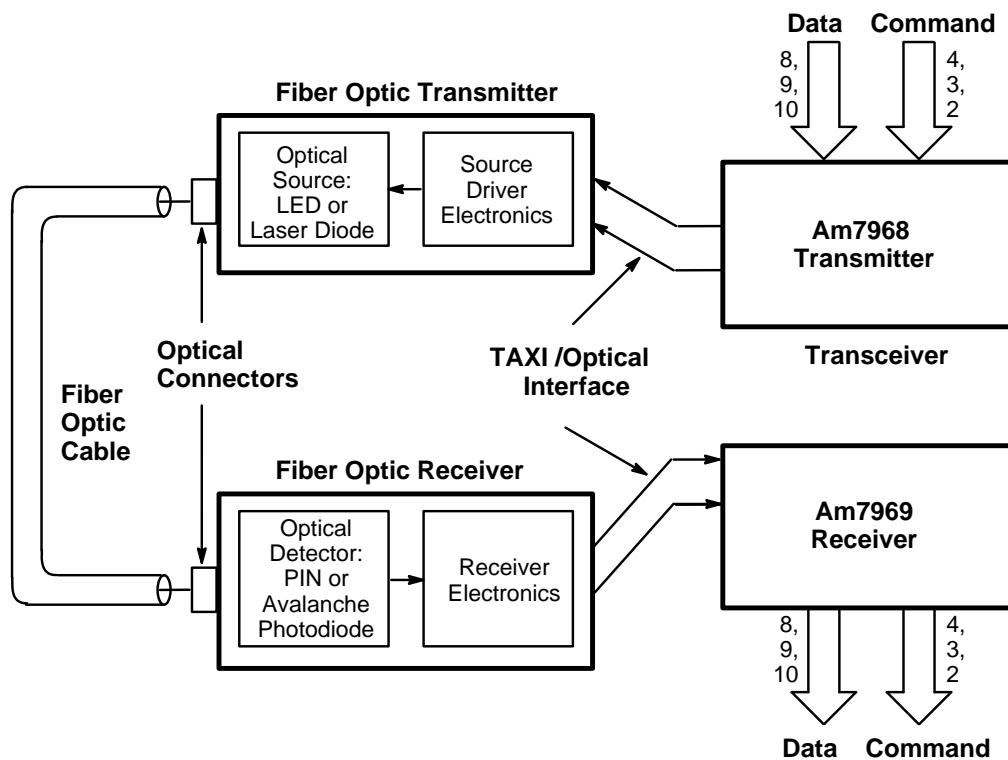 Data Command
8,
9,
10
4,
3,
2
Fiber Optic Transmitter
Optical
Source:
LED or
Laser Diode
Source
Driver
Electronics
Am7968
Transmitter
Transceiver
Optical
Connectors
TAXI /Optical
Interface
Fiber
Optic
Cable
Fiber Optic Receiver
Optical
Detector:
PIN or
Avalanche
Photodiode
Receiver
Electronics
Am7969
Receiver
8,
9,
10
4,
3,
2
Data Command